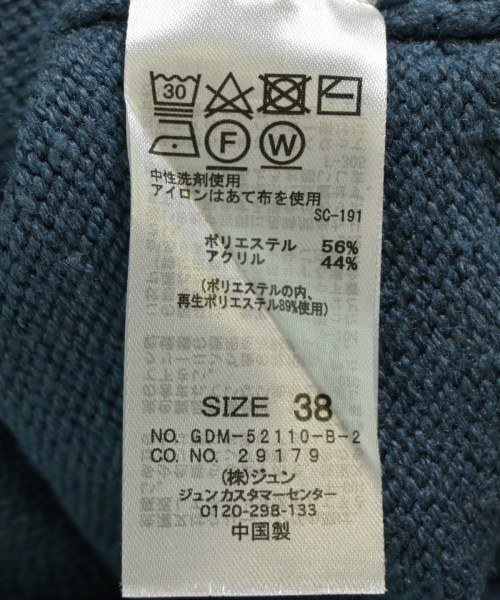 30
F W
中性洗剤使用
アイロンはあて布を使用
SC-191
ポリエステル 56%
アクリル 44%
(ポリエステルの内、
再生ポリエステル89%使用)
SIZE 38
NO. GDM-52110-B-2
CO. NO. 29179
(株)ジュン
ジュン カスタマーセンター
0120-298-133
中国製